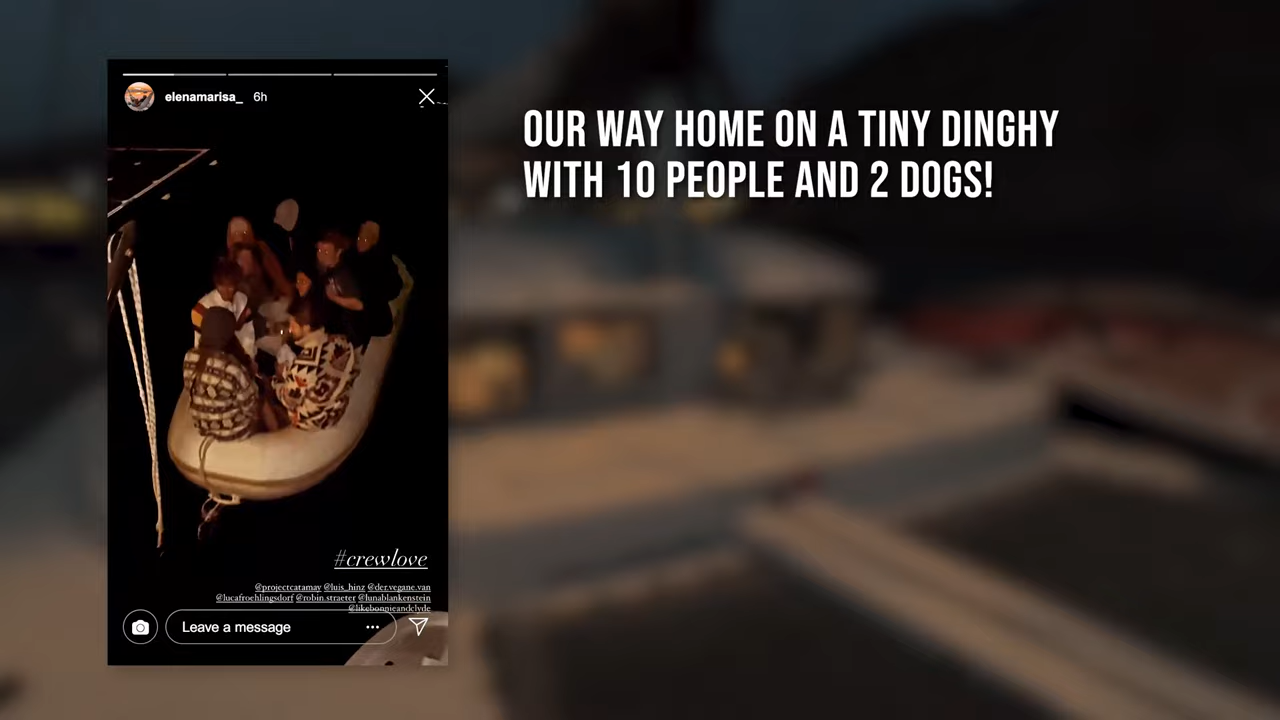 elenamarisa_ 6h
OUR WAY HOME ON A TINY DINGHY
WITH 10 PEOPLE AND 2 DOGS!
#crewlove
@projectcatamay @luis_hinz @der.vegane.van
@lucafroehlingsdorf @robin.straeter @lunablankenstein
@likebonnieandclyde
Leave a message